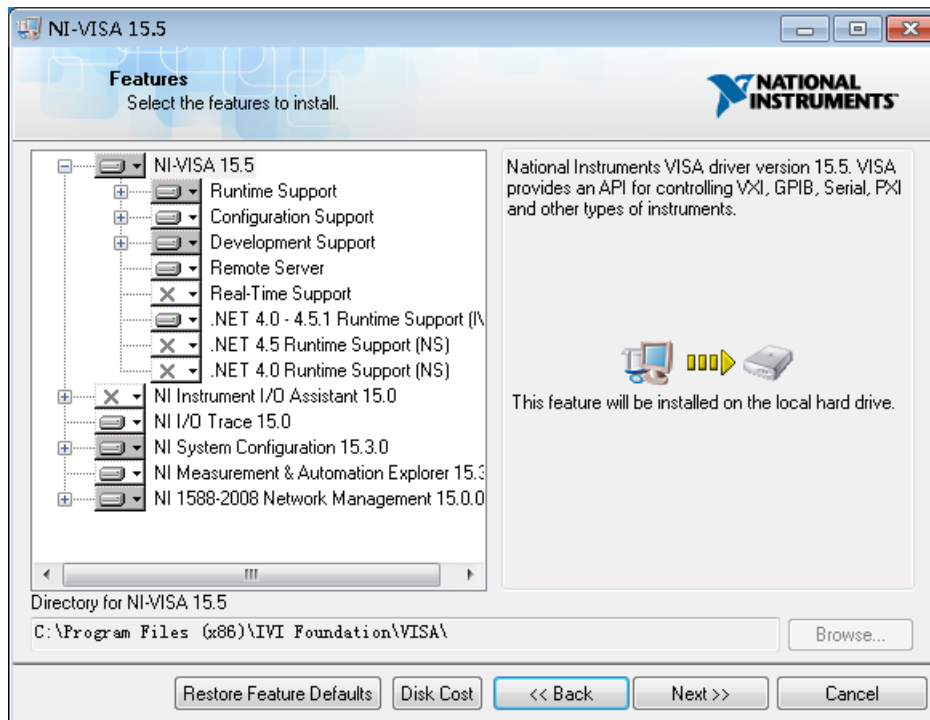 NI-VISA 15.5
Features
Select the features to install.
NATIONAL
INSTRUMENTS™
NI-VISA 15.5
Runtime Support
Configuration Support
Development Support
Remote Server
Real-Time Support
.NET 4.0 - 4.5.1 Runtime Support (I\
.NET 4.5 Runtime Support (NS)
.NET 4.0 Runtime Support (NS)
NI Instrument I/O Assistant 15.0
NI I/O Trace 15.0
NI System Configuration 15.3.0
NI Measurement & Automation Explorer 15.3
NI 1588-2008 Network Management 15.0.0
National Instruments VISA driver version 15.5. VISA
provides an API for controlling VXI, GPIB, Serial, PXI
and other types of instruments.
This feature will be installed on the local hard drive.
Directory for NI-VISA 15.5
C:\Program Files (x86)\IVI Foundation\VISA\
Browse...
Restore Feature Defaults
Disk Cost
<< Back
Next >>
Cancel